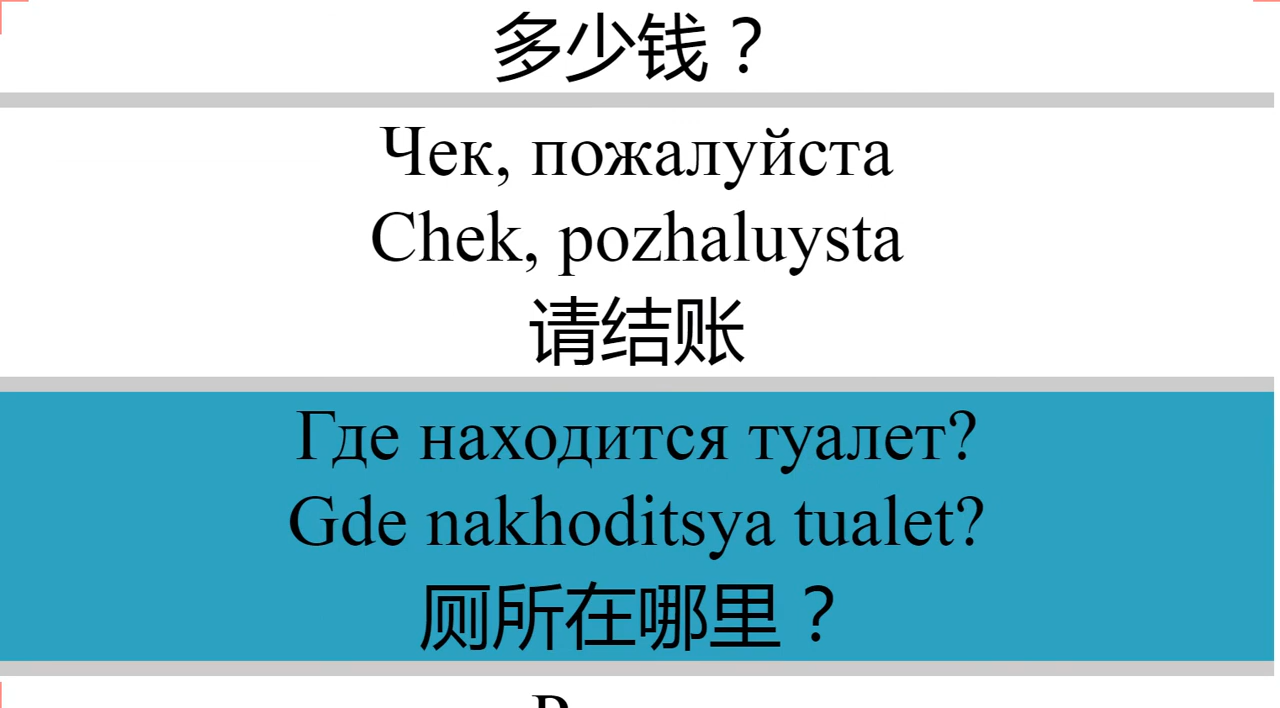 多少钱？
Чек, пожалуйста
Chek, pozhaluysta
请结账
Где находится туалет?
Gde nakhoditsya tualet?
厕所在哪里？